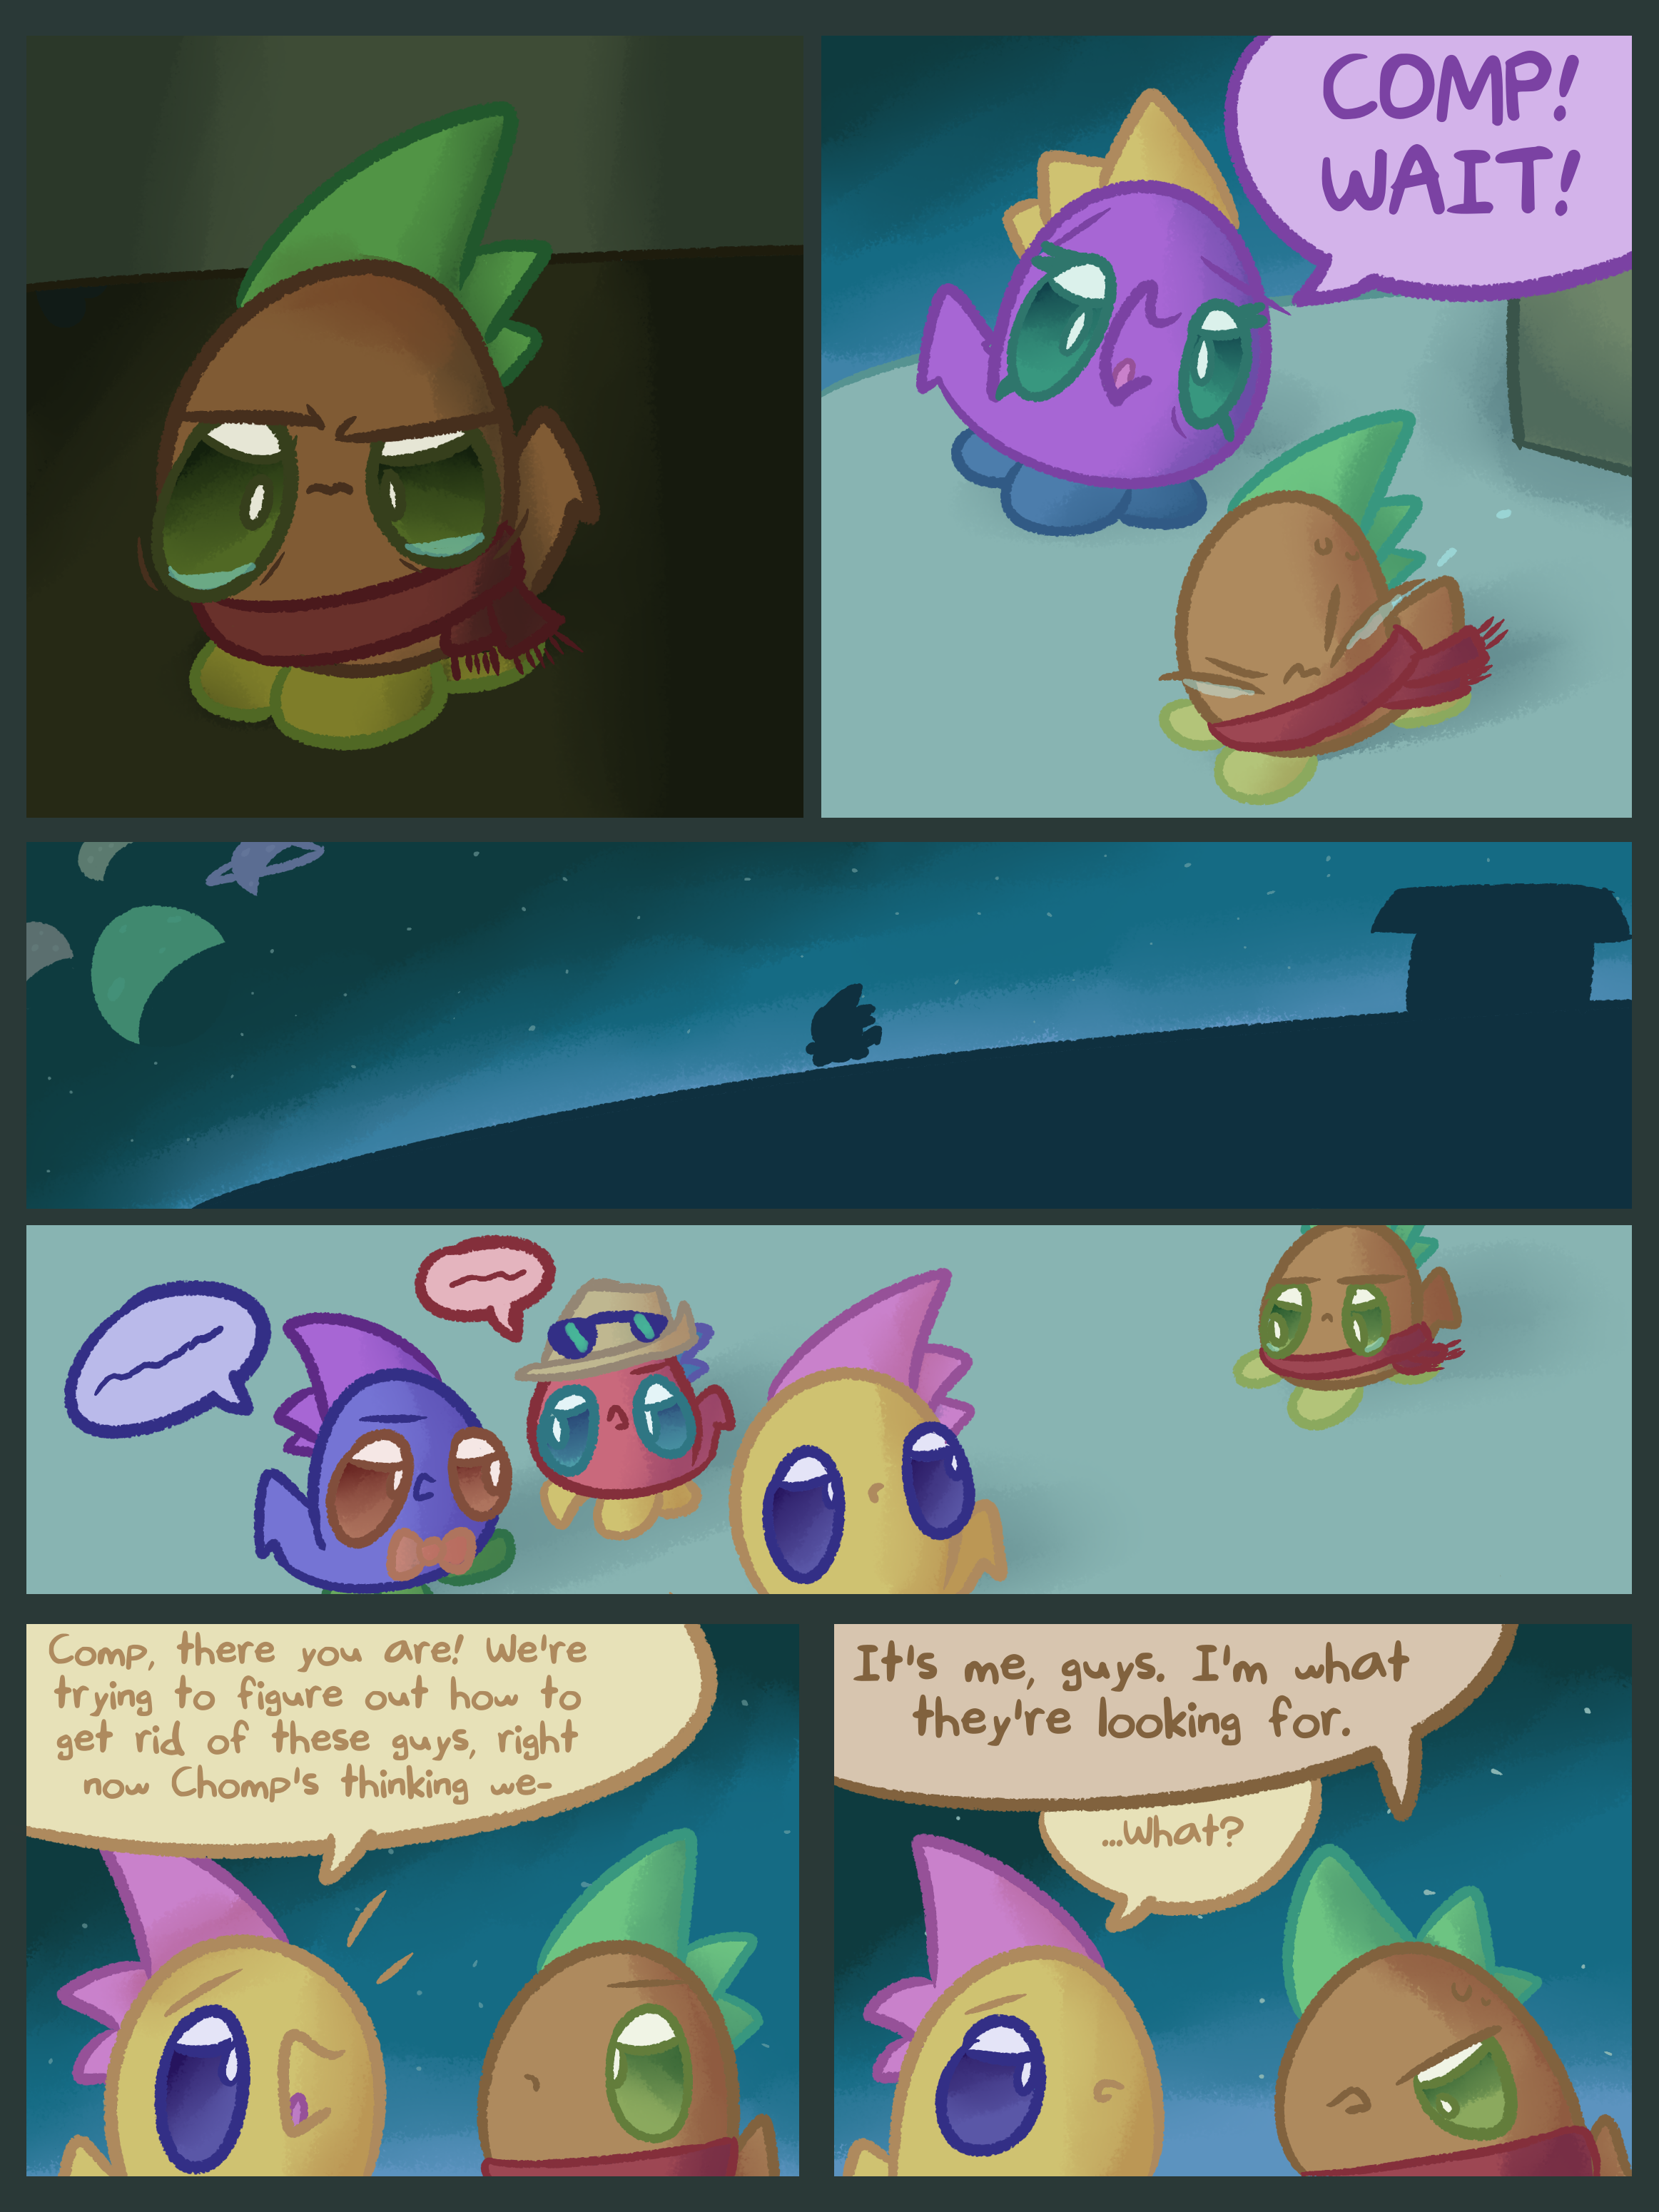 COMP!
WAIT!
Comp, there you are! We're
trying to figure out how to
get rid of these guys, right
now Chomp's thinking we-
It's me, guys. I'm what
they're looking for.
...What?